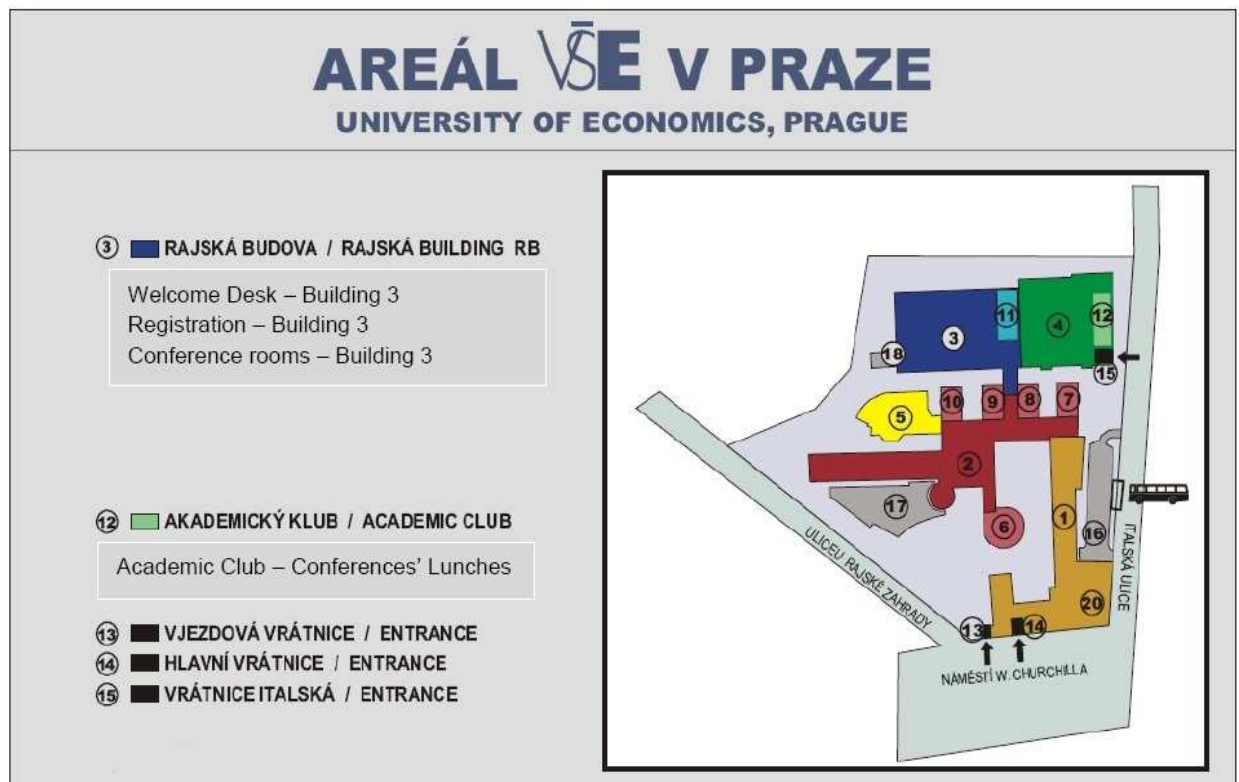 AREÁL VŠE V PRAZE
UNIVERSITY OF ECONOMICS, PRAGUE
3 RAJSKÁ BUDOVA / RAJSKÁ BUILDING RB
Welcome Desk – Building 3
Registration – Building 3
Conference rooms – Building 3
12 AKADEMICKÝ KLUB / ACADEMIC CLUB
Academic Club – Conferences' Lunches
13 VJEZDOVÁ VRÁTNICE / ENTRANCE
14 HLAVNÍ VRÁTNICE / ENTRANCE
15 VRÁTNICE ITALSKÁ / ENTRANCE
11
12
3
4
18
15
10
9
8
7
5
2
17
6
1
16
20
13
14
ULICEU RAJSKÉ ZAHRADY
ITALSKÁ ULICE
NÁMĚSTÍ W. CHURCHILLA